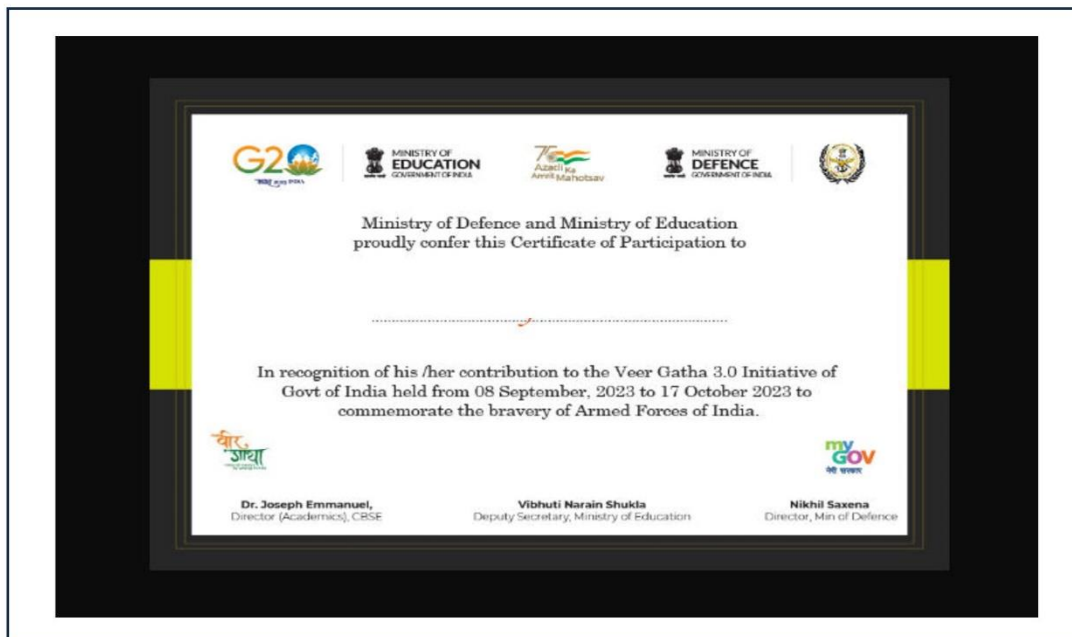 G20
भारत 2023 INDIA
MINISTRY OF
EDUCATION
GOVERNMENT OF INDIA
75
Azadi Ka
Amrit Mahotsav
MINISTRY OF
DEFENCE
GOVERNMENT OF INDIA
Ministry of Defence and Ministry of Education
proudly confer this Certificate of Participation to
In recognition of his /her contribution to the Veer Gatha 3.0 Initiative of
Govt of India held from 08 September, 2023 to 17 October 2023 to
commemorate the bravery of Armed Forces of India.
वीर
गाथा
my
GOV
मेरी सरकार
Dr. Joseph Emmanuel,
Director (Academics), CBSE
Vibhuti Narain Shukla
Deputy Secretary, Ministry of Education
Nikhil Saxena
Director, Min of Defence